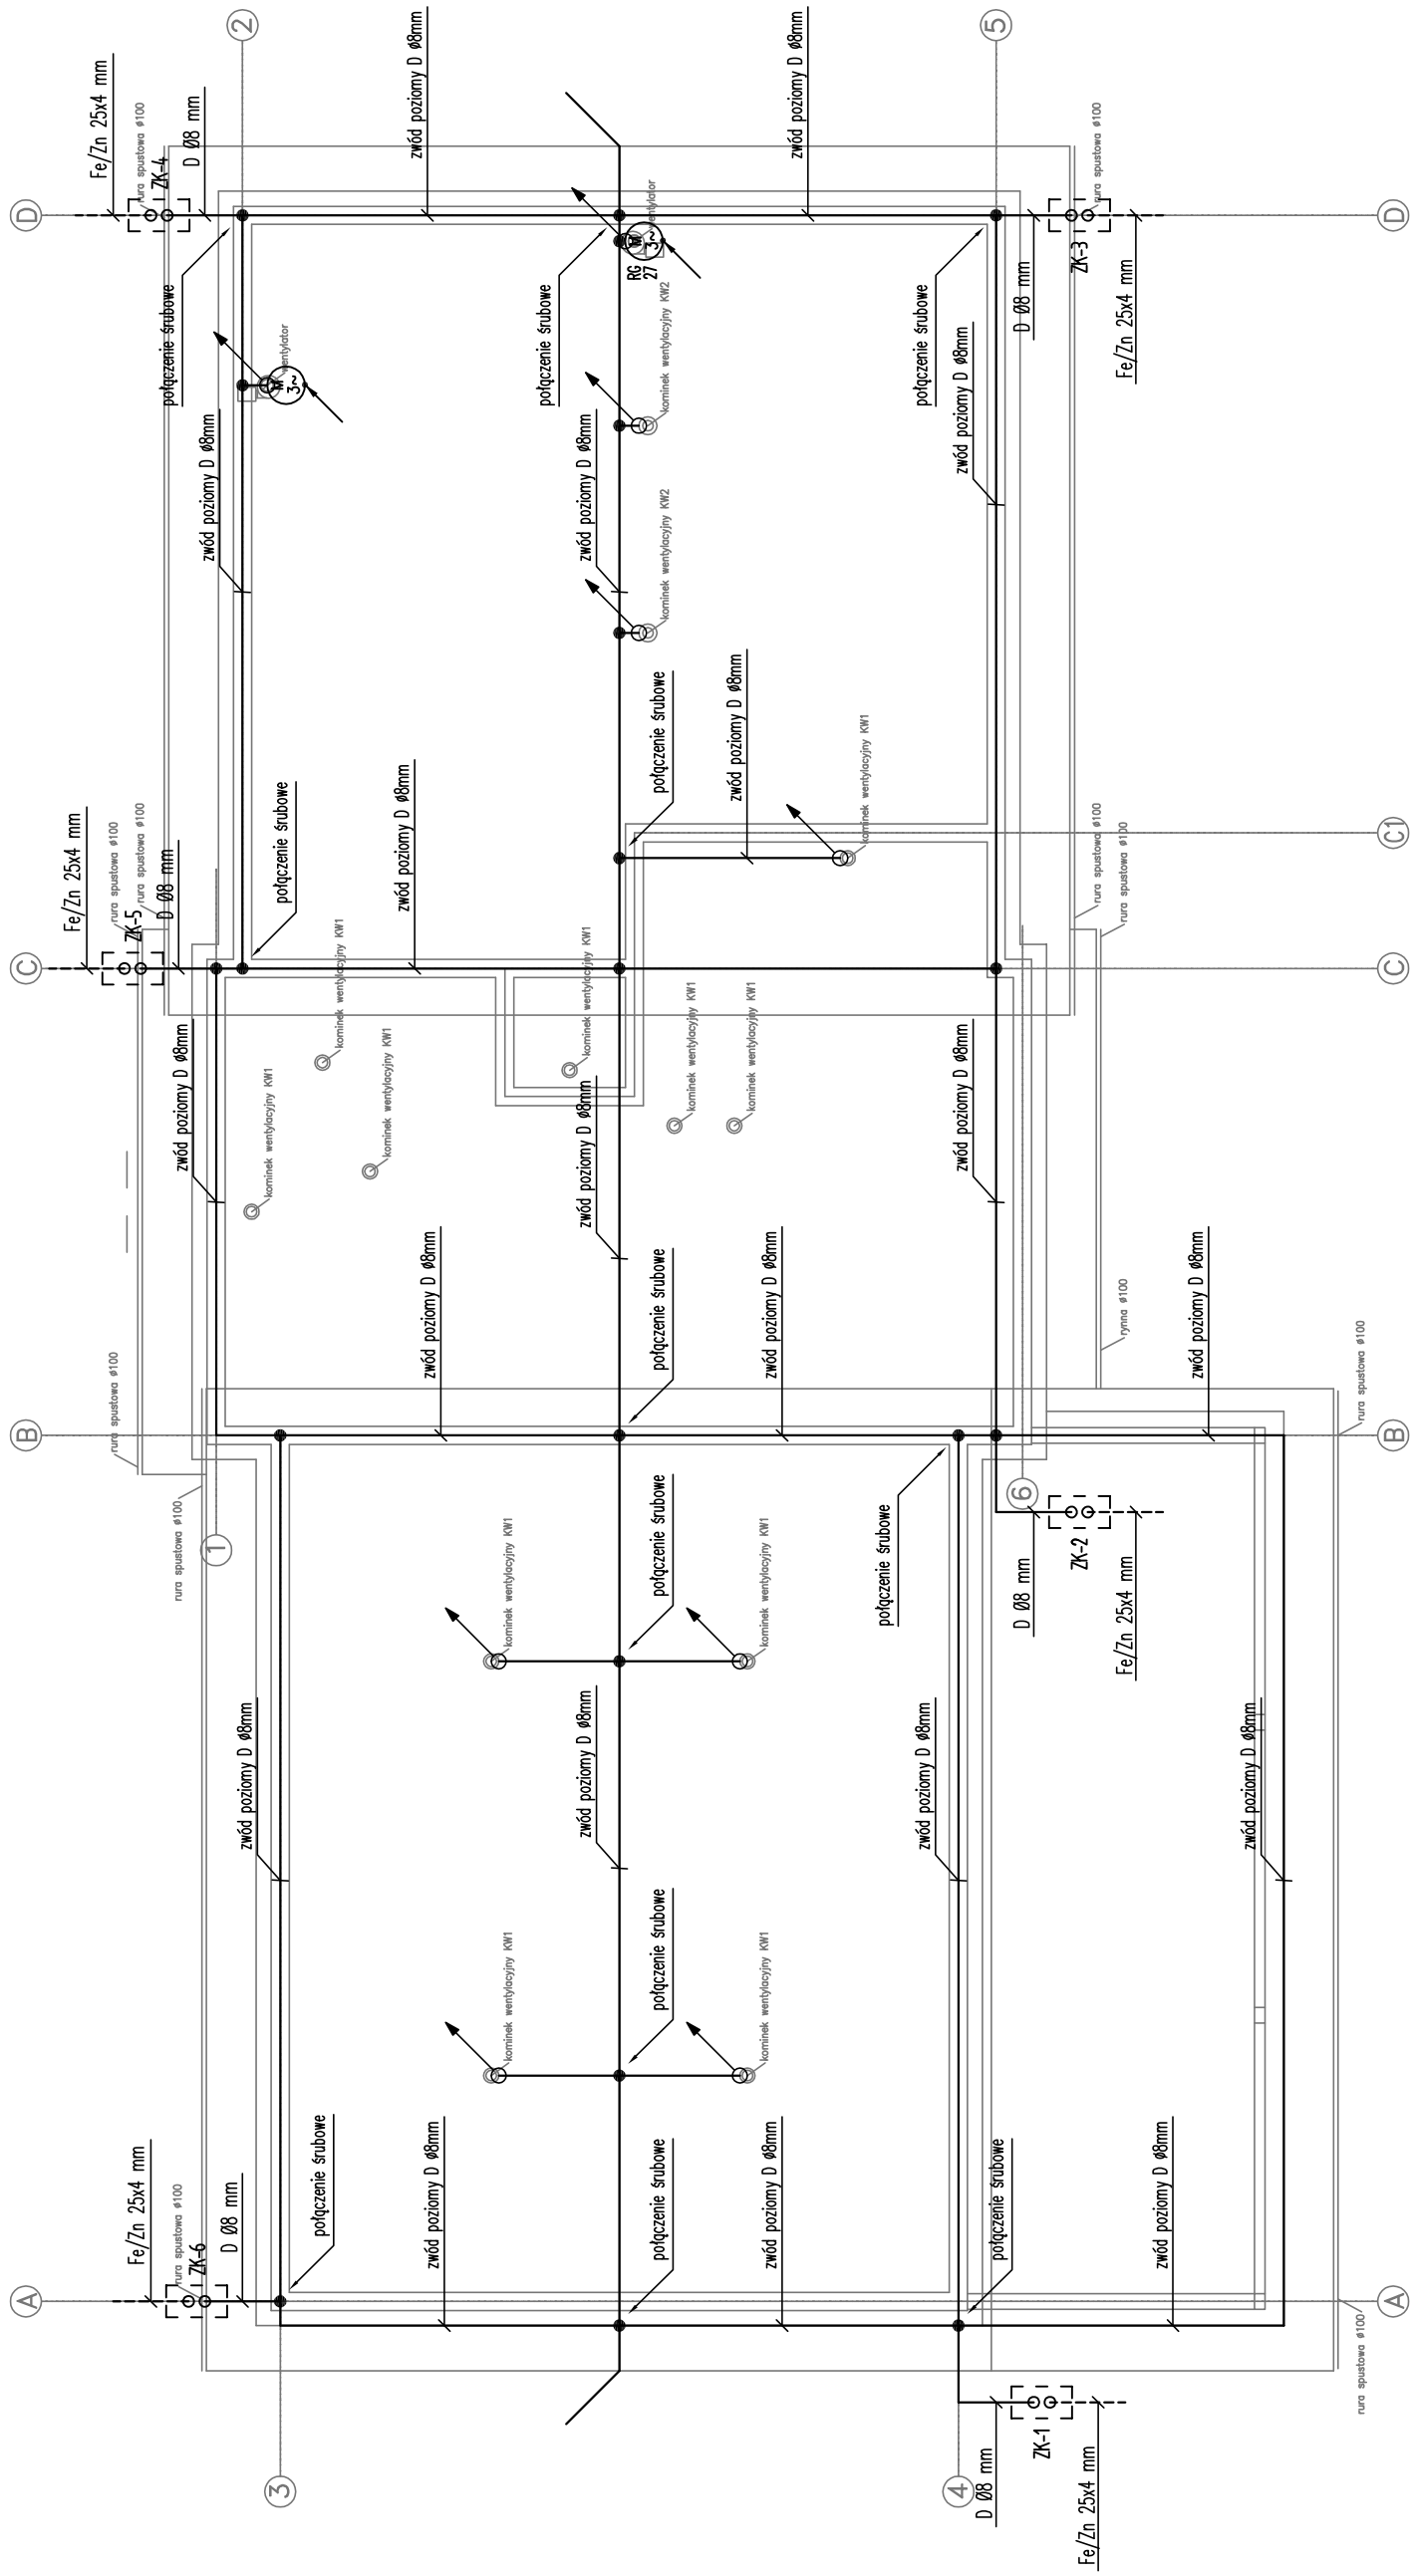 D
C
B
A
2
5
1
6
3
4
D
C1
C
B
A
Fe/Zn 25x4 mm
rura spustowa ø100
ZK-4
D Ø8 mm
zwód poziomy D ø8mm
zwód poziomy D ø8mm
połączenie śrubowe
wentylator
M
3~
połączenie śrubowe
wentylator
M
3~
RG
27
połączenie śrubowe
D Ø8 mm
ZK-3
rura spustowa ø100
Fe/Zn 25x4 mm
kominek wentylacyjny KW2
kominek wentylacyjny KW2
zwód poziomy D ø8mm
zwód poziomy D ø8mm
zwód poziomy D ø8mm
połączenie śrubowe
zwód poziomy D ø8mm
kominek wentylacyjny KW1
Fe/Zn 25x4 mm
rura spustowa ø100
rura spustowa ø100
ZK-5
D Ø8 mm
połączenie śrubowe
zwód poziomy D ø8mm
rura spustowa ø100
rura spustowa ø100
zwód poziomy D ø8mm
kominek wentylacyjny KW1
kominek wentylacyjny KW1
kominek wentylacyjny KW1
kominek wentylacyjny KW1
kominek wentylacyjny KW1
kominek wentylacyjny KW1
zwód poziomy D ø8mm
zwód poziomy D ø8mm
rura spustowa ø100
zwód poziomy D ø8mm
połączenie śrubowe
zwód poziomy D ø8mm
rynna ø100
zwód poziomy D ø8mm
rura spustowa ø100
rura spustowa ø100
kominek wentylacyjny KW1
połączenie śrubowe
kominek wentylacyjny KW1
połączenie śrubowe
D Ø8 mm
ZK-2
Fe/Zn 25x4 mm
zwód poziomy D ø8mm
zwód poziomy D ø8mm
zwód poziomy D ø8mm
zwód poziomy D ø8mm
kominek wentylacyjny KW1
połączenie śrubowe
kominek wentylacyjny KW1
Fe/Zn 25x4 mm
rura spustowa ø100
ZK-6
D Ø8 mm
połączenie śrubowe
zwód poziomy D ø8mm
połączenie śrubowe
zwód poziomy D ø8mm
połączenie śrubowe
zwód poziomy D ø8mm
rura spustowa ø100
D Ø8 mm
ZK-1
Fe/Zn 25x4 mm